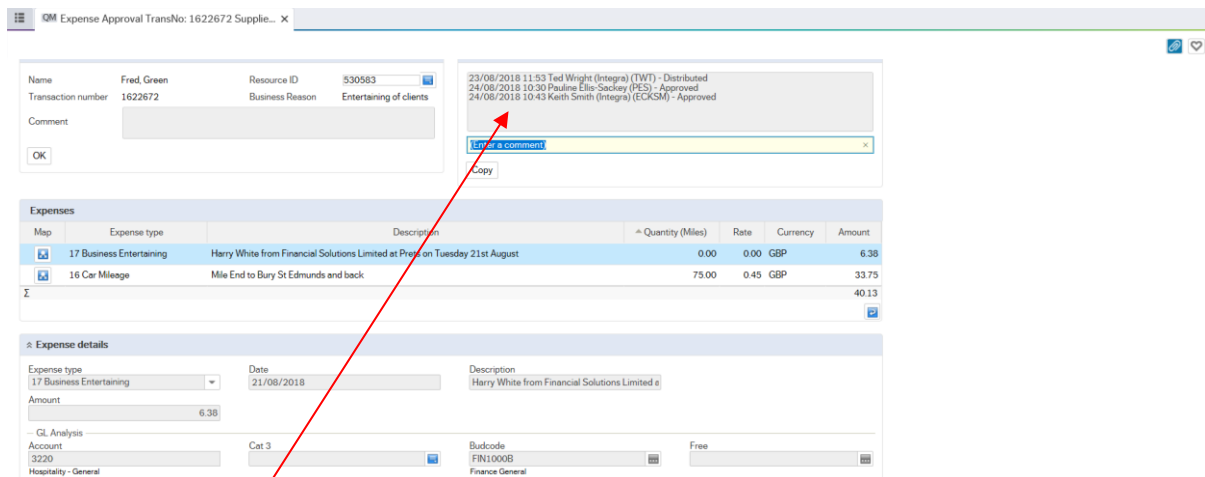 QM Expense Approval TransNo: 1622672 Supplie... ×
Name Fred, Green Resource ID 530583
Transaction number 1622672 Business Reason Entertaining of clients
Comment
OK
23/08/2018 11:53 Ted Wright (Integra) (TWT) - Distributed
24/08/2018 10:30 Pauline Ellis-Sackey (PES) - Approved
24/08/2018 10:43 Keith Smith (Integra) (ECKSM) - Approved
(Enter a comment) ×
Copy
Expenses
Map Expense type Description Quantity (Miles) Rate Currency Amount
17 Business Entertaining Harry White from Financial Solutions Limited at Prets on Tuesday 21st August 0.00 0.00 GBP 6.38
16 Car Mileage Mile End to Bury St Edmunds and back 75.00 0.45 GBP 33.75
Σ 40.13
Expense details
Expense type Date Description
17 Business Entertaining 21/08/2018 Harry White from Financial Solutions Limited a
Amount
6.38
GL Analysis
Account Cat 3 Budcode Free
3220 FIN1000B
Hospitality - General Finance General